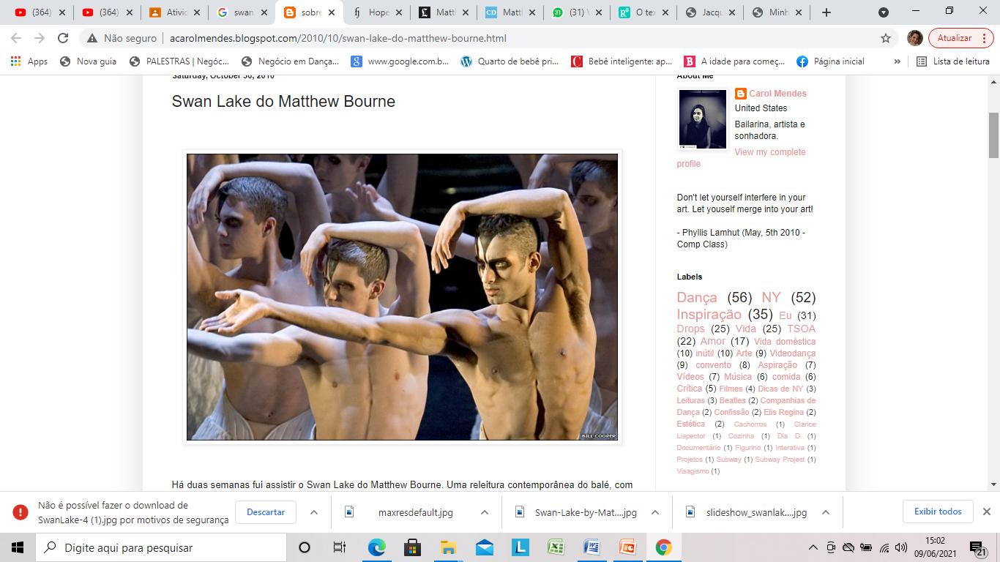 (364)
(364)
Ativid
swan
sobre
Hope
Matt
Matt
(31)
O tex
Jacqu
Minh
Não seguro
acarolmendes.blogspot.com/2010/10/swan-lake-do-matthew-bourne.html
Atualizar
Apps
Nova guia
PALESTRAS | Negóc...
Negócio em Dança...
www.google.com.b...
Quarto de bebê pri...
Bebê inteligente: ap...
A idade para começ...
Página inicial
»
Lista de leitura
Saturday, October 30, 2010
Swan Lake do Matthew Bourne
BILL COOPER
Há duas semanas fui assistir o Swan Lake do Matthew Bourne. Uma releitura contemporânea do balé, com
About Me
Carol Mendes
United States
Bailarina, artista e
sonhadora.
View my complete
profile
Don't let yourself interfere in your
art. Let youself merge into your art!
- Phyllis Lamhut (May, 5th 2010 -
Comp Class)
Labels
Dança (56) NY (52)
Inspiração (35) Eu (31)
Drops (25) Vida (25) TSOA
(22) Amor (17) Vida doméstica
(10) inútil (10) Arte (9) Videodança
(9) convento (8) Aspiração (7)
Vídeos (7) Música (6) comida (6)
Crítica (5) Filmes (4) Dicas de NY (3)
Leituras (3) Beatles (2) Companhias de
Dança (2) Confissão (2) Elis Regina (2)
Estética (2) Cachorros (1) Clarice
Lispector (1) Cozinha (1) Dia D (1)
Documentário (1) Figurino (1) Interativa (1)
Projetos (1) Subway (1) Subway Project (1)
Visagismo (1)
Não é possível fazer o download de
SwanLake-4 (1).jpg por motivos de segurança
Descartar
maxresdefault.jpg
Swan-Lake-by-Mat....jpg
slideshow_swanlak....jpg
Exibir todos
Digite aqui para pesquisar
15:02
09/06/2021
21